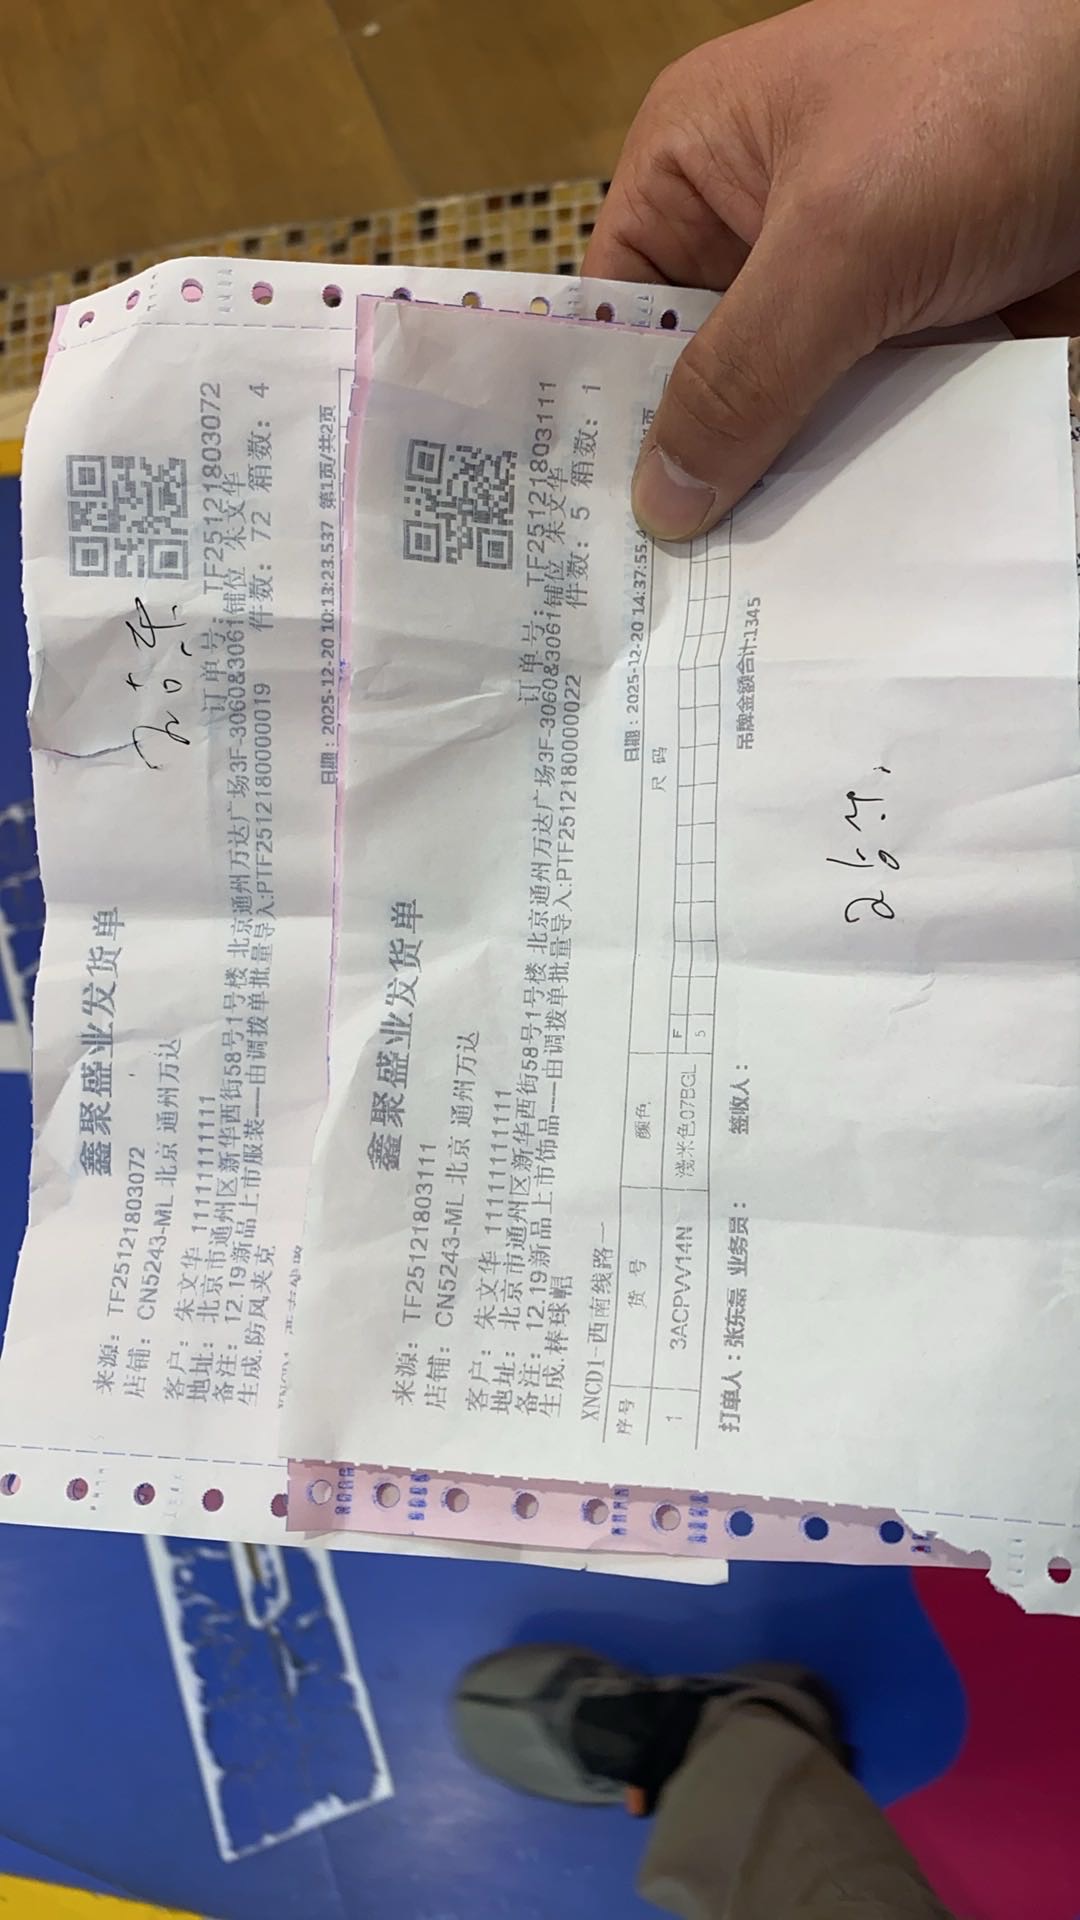 鑫聚盛业发货单
来源：TF25121803072
订单号：TF25121803072
店铺：CN5243-ML 北京 通州万达
客户：朱文华 11111111111
件数：72 箱数：4
地址：北京市通州区新华西街58号1号楼 北京通州万达广场3F-3060&3061铺位 朱文华
备注：12.19新品上市服装----由调拨单批量导入:PTF251218000000019
生成.防风夹克
日期：2025-12-20 10:13:23.537 第1页/共2页
鑫聚盛业发货单
来源：TF25121803111
订单号：TF25121803111
店铺：CN5243-ML 北京 通州万达
客户：朱文华 11111111111
件数：5 箱数：1
地址：北京市通州区新华西街58号1号楼 北京通州万达广场3F-3060&3061铺位 朱文华
备注：12.19新品上市饰品----由调拨单批量导入:PTF251218000000022
生成.棒球帽
XNCD1-西南线路一
日期：2025-12-20 14:37:55.
序号 货号 颜色 尺码
1 3ACPVV14N 淺米色07BGL F
5
打单人：张东磊 业务员： 签收人： 吊牌金额合计:1345